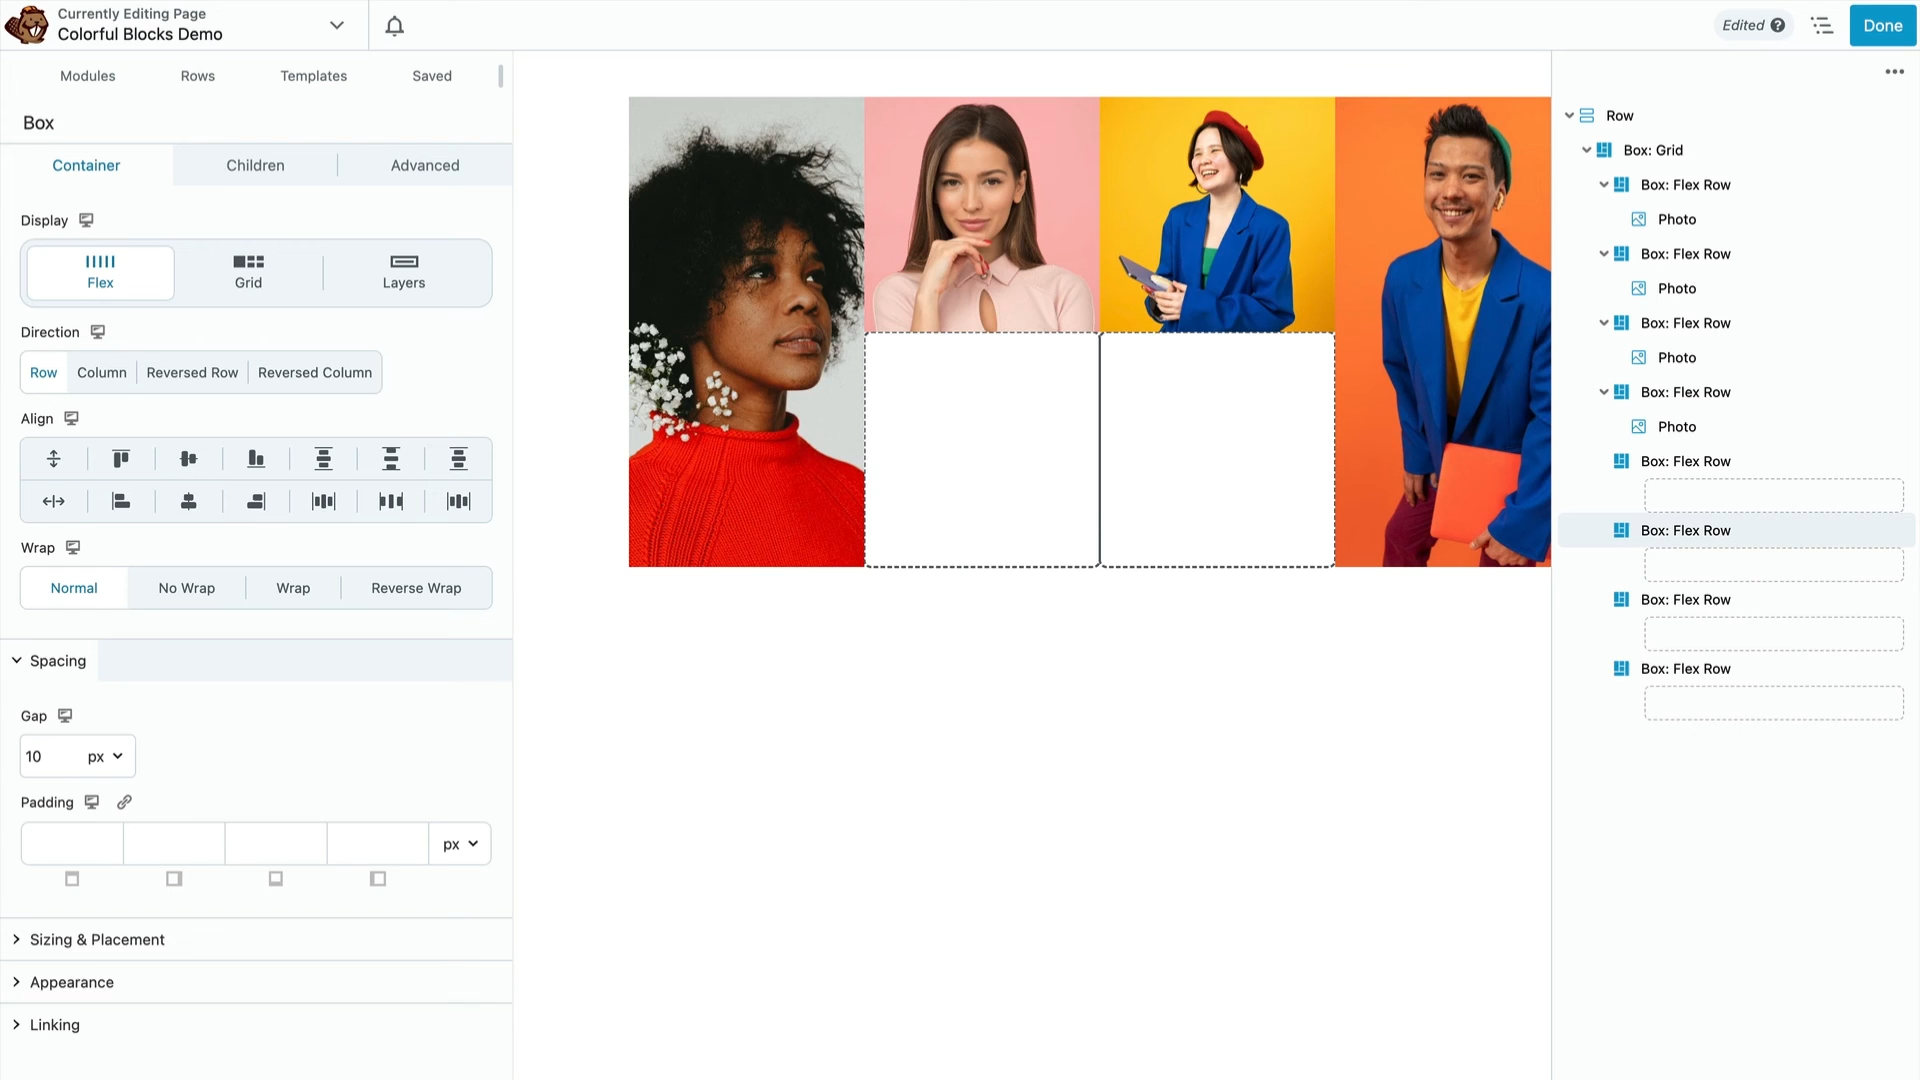 Currently Editing Page
Colorful Blocks Demo
Edited
Done
Modules
Rows
Templates
Saved
Box
Container
Children
Advanced
Display
Flex
Grid
Layers
Direction
Row
Column
Reversed Row
Reversed Column
Align
Wrap
Normal
No Wrap
Wrap
Reverse Wrap
Spacing
Gap
10
px
Padding
px
Sizing & Placement
Appearance
Linking
Row
Box: Grid
Box: Flex Row
Photo
Box: Flex Row
Photo
Box: Flex Row
Photo
Box: Flex Row
Photo
Box: Flex Row
Box: Flex Row
Box: Flex Row
Box: Flex Row